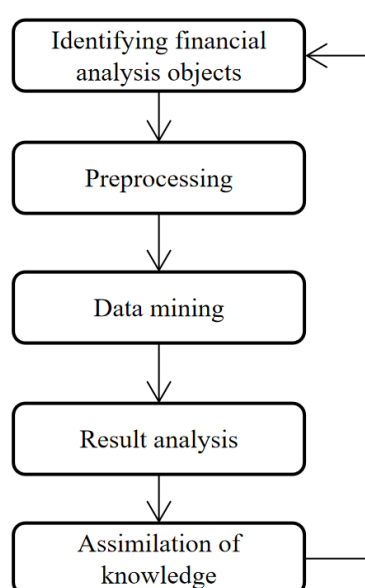 Identifying financial
analysis objects
Preprocessing
Data mining
Result analysis
Assimilation of
knowledge